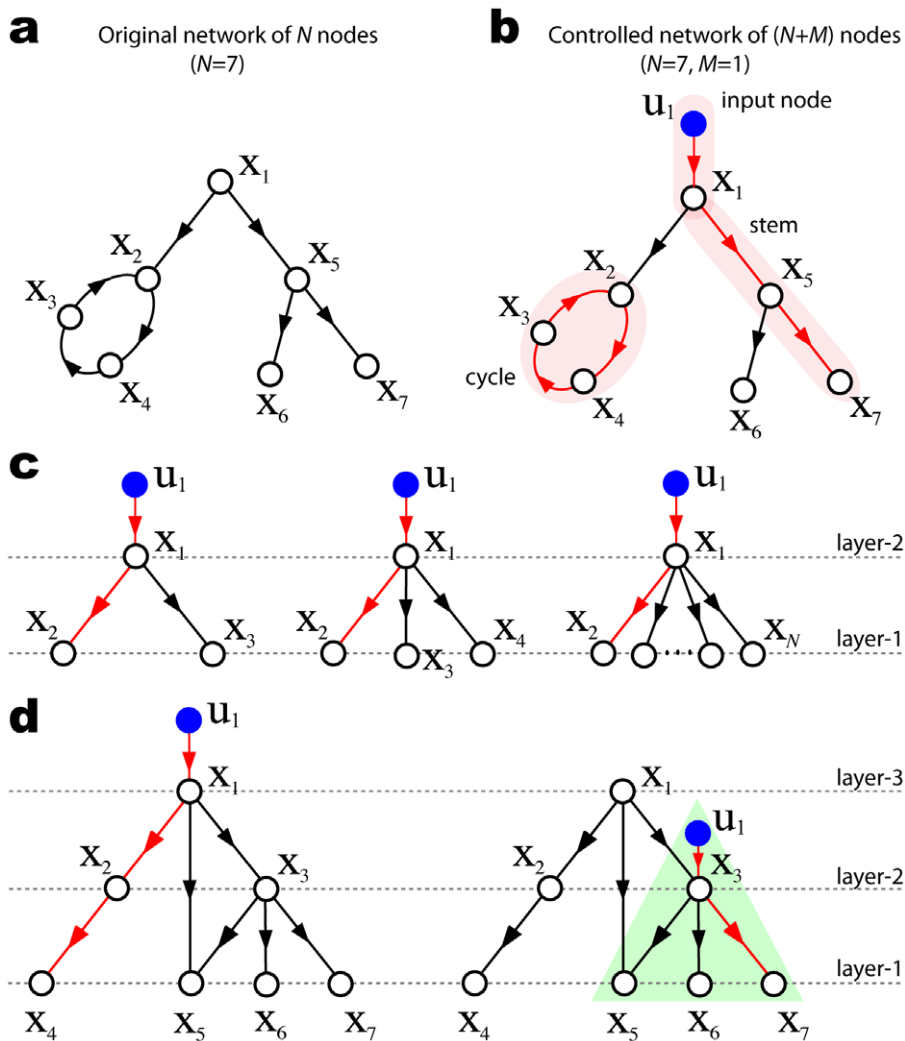 a
Original network of N nodes
(N=7)
b
Controlled network of (N+M) nodes
(N=7, M=1)
u₁
input node
x₁
x₁
stem
x₂
x₅
x₂
x₅
x₃
x₃
cycle
x₄
x₆
x₇
x₄
x₆
x₇
c
u₁
u₁
u₁
x₁
x₁
x₁
layer-2
x₂
x₃
x₂
x₃
x₄
x₂
...
x_N
layer-1
d
u₁
x₁
x₁
layer-3
u₁
x₂
x₃
x₂
x₃
layer-2
layer-1
x₄
x₅
x₆
x₇
x₄
x₅
x₆
x₇